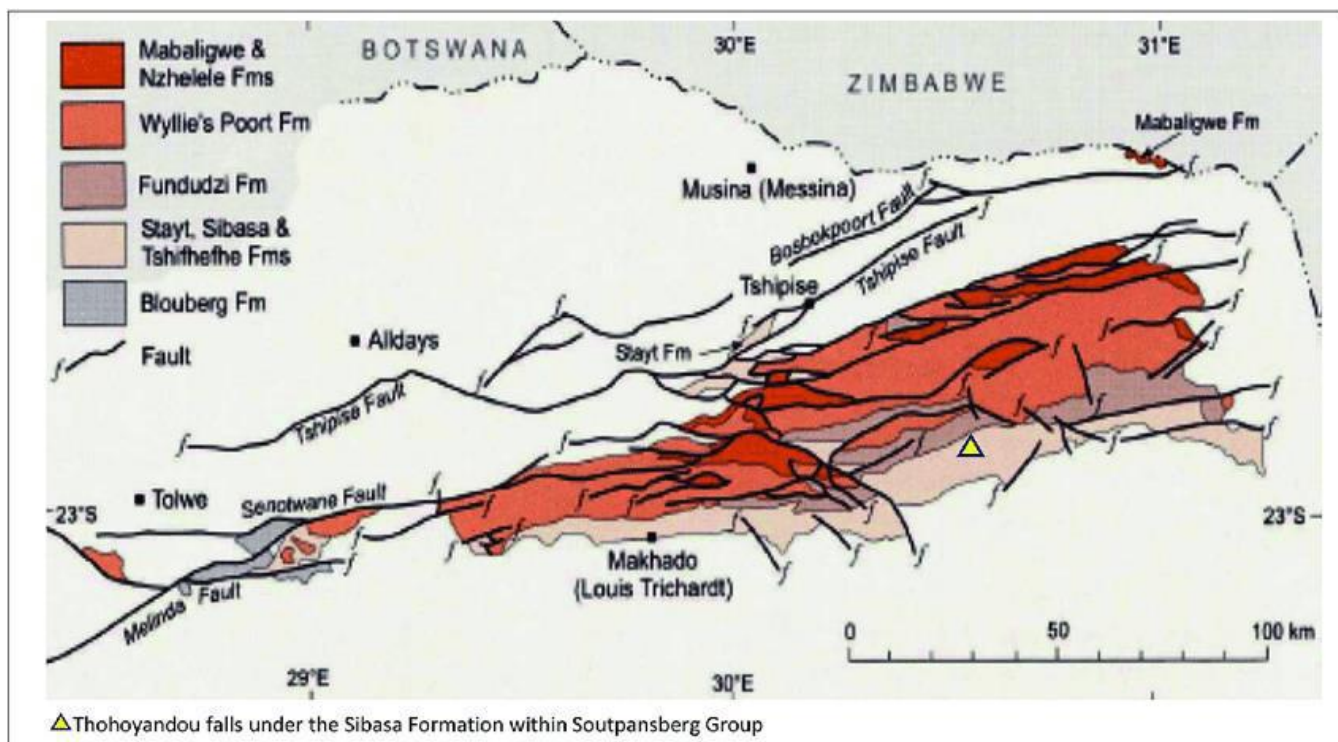 Mabaligwe &
Nzhelele Fms
Wyllie's Poort Fm
Fundudzi Fm
Stayt, Sibasa &
Tshifhefhe Fms
Blouberg Fm
f
Fault
BOTSWANA
30°E
31°E
ZIMBABWE
Mabaligwe Fm
Musina (Messina)
Bosbokpoort Fault
Tshipise Fault
Tshipise
Stayt Fm
Alldays
Tshipise Fault
Tolwe
Senotwane Fault
23°S
23°S
Makhado
(Louis Trichardt)
Melinda Fault
0 50 100 km
29°E
30°E
Thohoyandou falls under the Sibasa Formation within Soutpansberg Group